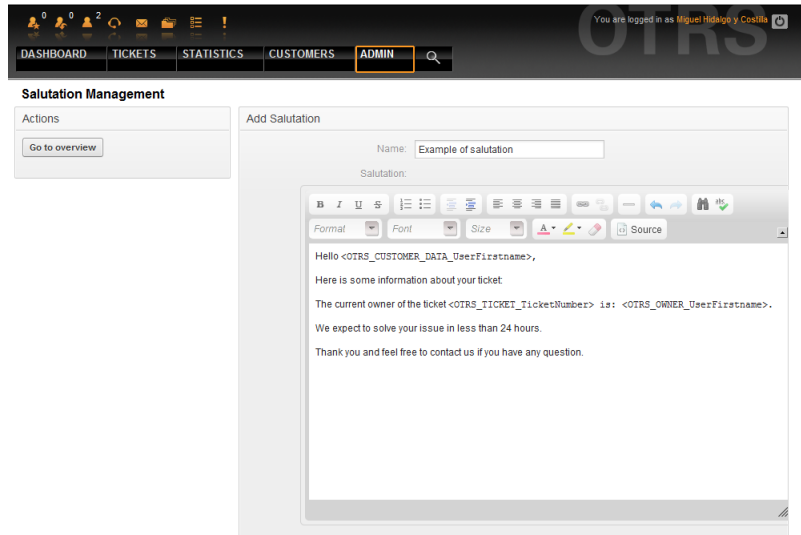 0 0 2
You are logged in as Miguel Hidalgo y Costilla
OTRS
DASHBOARD TICKETS STATISTICS CUSTOMERS ADMIN
Salutation Management
Actions
Add Salutation
Go to overview
Name: Example of salutation
Salutation:
B I U S
Format Font Size A Source
Hello <OTRS_CUSTOMER_DATA_UserFirstname>,
Here is some information about your ticket:
The current owner of the ticket <OTRS_TICKET_TicketNumber> is: <OTRS_OWNER_UserFirstname>.
We expect to solve your issue in less than 24 hours.
Thank you and feel free to contact us if you have any question.